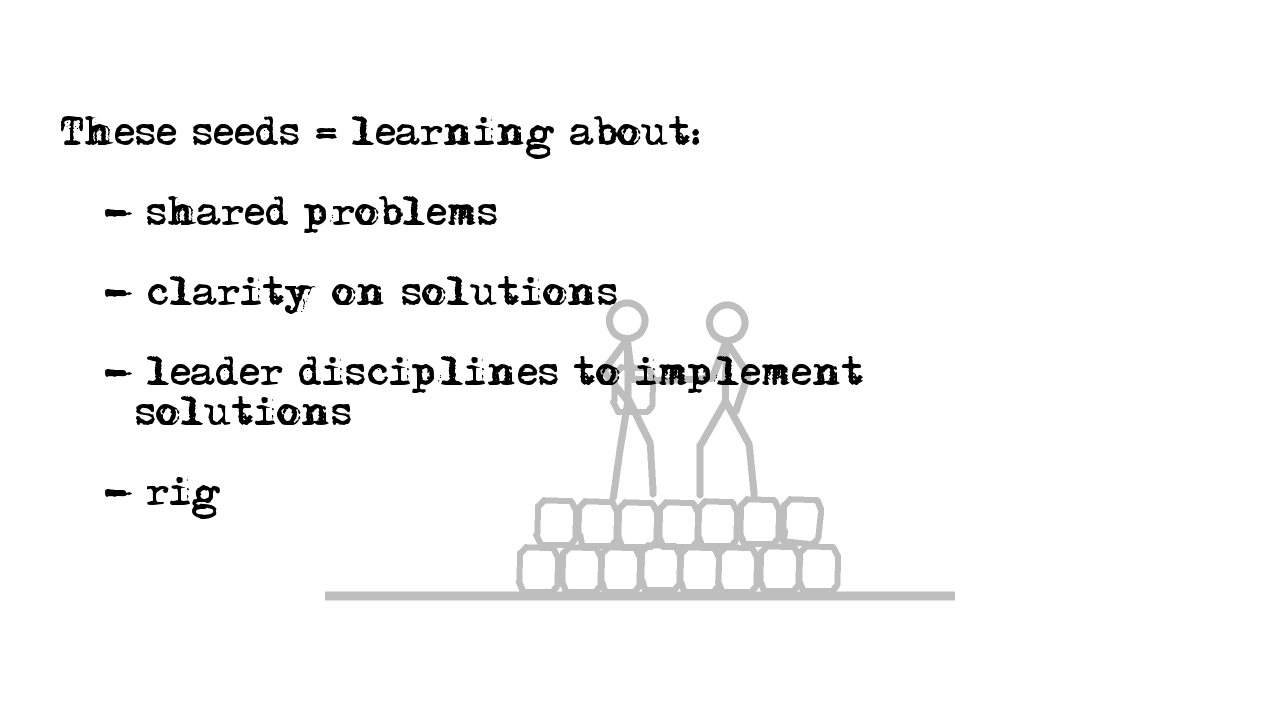 These seeds = learning about:
- shared problems
- clarity on solutions
- leader disciplines to implement
solutions
- rig